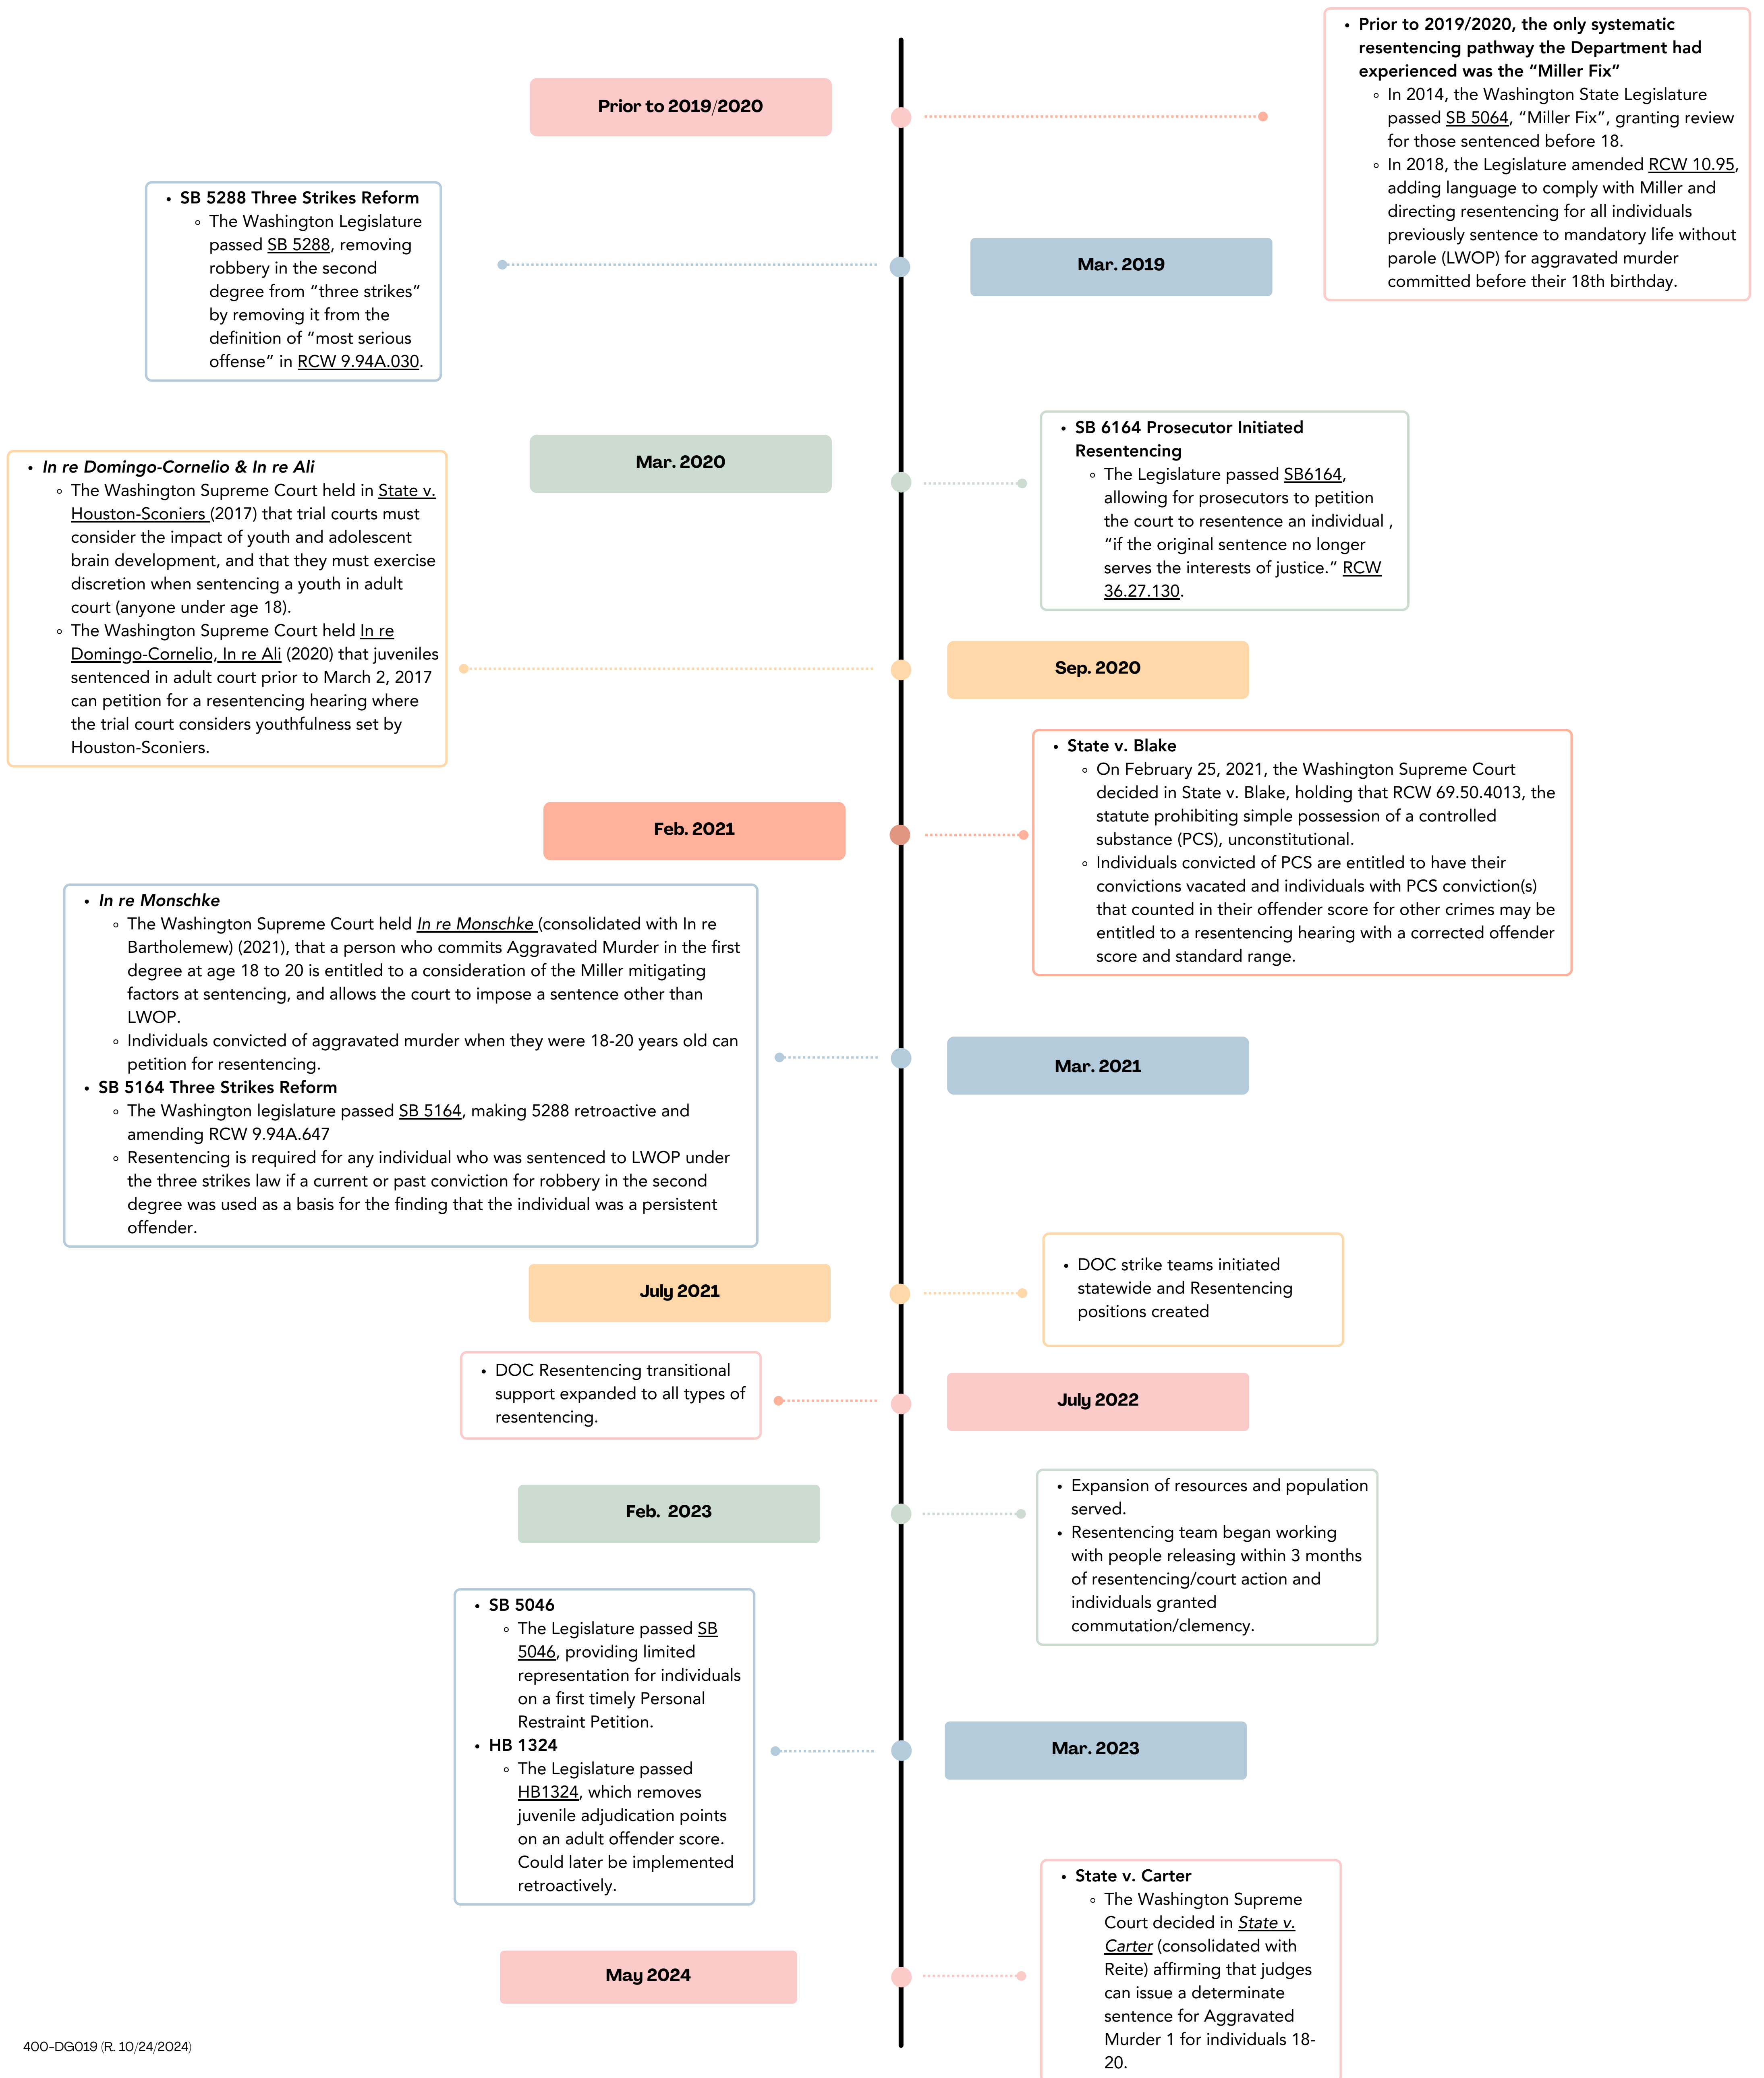 Prior to 2019/2020
• Prior to 2019/2020, the only systematic
resentencing pathway the Department had
experienced was the “Miller Fix”
◦ In 2014, the Washington State Legislature
passed SB 5064, “Miller Fix”, granting review
for those sentenced before 18.
◦ In 2018, the Legislature amended RCW 10.95,
adding language to comply with Miller and
directing resentencing for all individuals
previously sentence to mandatory life without
parole (LWOP) for aggravated murder
committed before their 18th birthday.
Mar. 2019
• SB 5288 Three Strikes Reform
◦ The Washington Legislature
passed SB 5288, removing
robbery in the second
degree from “three strikes”
by removing it from the
definition of “most serious
offense” in RCW 9.94A.030.
Mar. 2020
• SB 6164 Prosecutor Initiated
Resentencing
◦ The Legislature passed SB6164,
allowing for prosecutors to petition
the court to resentence an individual ,
“if the original sentence no longer
serves the interests of justice.” RCW
36.27.130.
Sep. 2020
• In re Domingo-Cornelio & In re Ali
◦ The Washington Supreme Court held in State v.
Houston-Sconiers (2017) that trial courts must
consider the impact of youth and adolescent
brain development, and that they must exercise
discretion when sentencing a youth in adult
court (anyone under age 18).
◦ The Washington Supreme Court held In re
Domingo-Cornelio, In re Ali (2020) that juveniles
sentenced in adult court prior to March 2, 2017
can petition for a resentencing hearing where
the trial court considers youthfulness set by
Houston-Sconiers.
Feb. 2021
• State v. Blake
◦ On February 25, 2021, the Washington Supreme Court
decided in State v. Blake, holding that RCW 69.50.4013, the
statute prohibiting simple possession of a controlled
substance (PCS), unconstitutional.
◦ Individuals convicted of PCS are entitled to have their
convictions vacated and individuals with PCS conviction(s)
that counted in their offender score for other crimes may be
entitled to a resentencing hearing with a corrected offender
score and standard range.
Mar. 2021
• In re Monschke
◦ The Washington Supreme Court held In re Monschke (consolidated with In re
Bartholemew) (2021), that a person who commits Aggravated Murder in the first
degree at age 18 to 20 is entitled to a consideration of the Miller mitigating
factors at sentencing, and allows the court to impose a sentence other than
LWOP.
◦ Individuals convicted of aggravated murder when they were 18-20 years old can
petition for resentencing.
• SB 5164 Three Strikes Reform
◦ The Washington legislature passed SB 5164, making 5288 retroactive and
amending RCW 9.94A.647
◦ Resentencing is required for any individual who was sentenced to LWOP under
the three strikes law if a current or past conviction for robbery in the second
degree was used as a basis for the finding that the individual was a persistent
offender.
July 2021
• DOC strike teams initiated
statewide and Resentencing
positions created
July 2022
• DOC Resentencing transitional
support expanded to all types of
resentencing.
Feb. 2023
• Expansion of resources and population
served.
• Resentencing team began working
with people releasing within 3 months
of resentencing/court action and
individuals granted
commutation/clemency.
Mar. 2023
• SB 5046
◦ The Legislature passed SB
5046, providing limited
representation for individuals
on a first timely Personal
Restraint Petition.
• HB 1324
◦ The Legislature passed
HB1324, which removes
juvenile adjudication points
on an adult offender score.
Could later be implemented
retroactively.
May 2024
• State v. Carter
◦ The Washington Supreme
Court decided in State v.
Carter (consolidated with
Reite) affirming that judges
can issue a determinate
sentence for Aggravated
Murder 1 for individuals 18-
20.
400-DG019 (R. 10/24/2024)